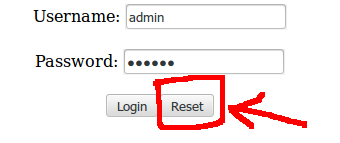 Username: admin
Password: ••••••
Login Reset